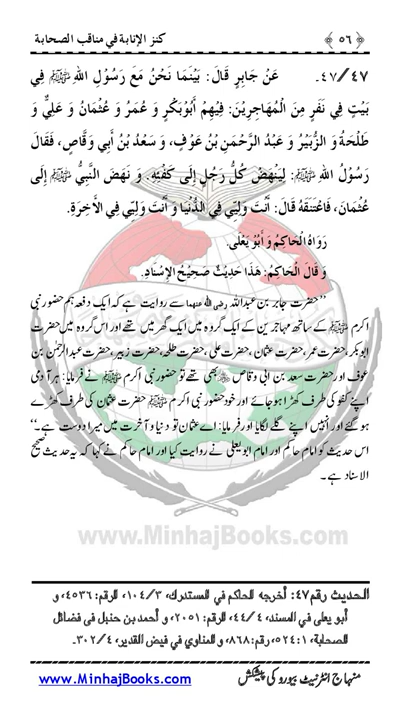 ﴿ ٥٦ ﴾ كنز الإنابة في مناقب الصحابة
٤٧/٤٧۔ عَنْ جَابِرٍ قَالَ: بَيْنَمَا نَحْنُ مَعَ رَسُوْلِ اللهِ ﷺ فِي
بَيْتٍ فِي نَفَرٍ مِنَ الْمُهَاجِرِيْنَ: فِيْهِمْ أَبُوْبَكْرٍ وَ عُمَرُ وَ عُثْمَانُ وَ عَلِيٌّ وَ
طَلْحَةُ وَ الزُّبَيْرُ وَ عَبْدُ الرَّحْمَنِ بْنُ عَوْفٍ، وَ سَعْدُ بْنُ أَبِي وَقَّاصٍ، فَقَالَ
رَسُوْلُ اللهِ ﷺ: لِيَنْهَضْ كُلُّ رَجُلٍ إِلَى كَفْئِهِ. وَ نَهَضَ النَّبِيُّ ﷺ إِلَى
عُثْمَانَ، فَاعْتَنَقَهُ قَالَ: أَنْتَ وَلِيِّي فِي الدُّنْيَا وَ أَنْتَ وَلِيِّي فِي الْآخِرَةِ.
رَوَاهُ الْحَاكِمُ وَ أَبُوْ يَعْلَى.
وَ قَالَ الْحَاكِمُ: هَذَا حَدِيْثٌ صَحِيْحُ الْإِسْنَادِ.
’’حضرت جابر بن عبد اللہ رضی اللہ عنہما سے روایت ہے کہ ایک دفعہ ہم حضور نبی
اکرم ﷺ کے ساتھ مہاجرین کے ایک گروہ میں ایک گھر میں تھے اور اس گروہ میں حضرت
ابوبکر، حضرت عمر، حضرت عثمان، حضرت علی، حضرت طلحہ، حضرت زبیر، حضرت عبد الرحمن بن
عوف اور حضرت سعد بن ابی وقاص ﷺ بھی تھے تو حضور نبی اکرم ﷺ نے فرمایا: ہر آدمی
اپنے کفو کی طرف کھڑا ہو جائے اور خود حضور نبی اکرم ﷺ حضرت عثمان کی طرف کھڑے
ہو گئے اور انہیں اپنے گلے لگایا اور فرمایا: اے عثمان تو دنیا و آخرت میں میرا دوست ہے۔‘‘
اس حدیث کو امام حاکم اور امام ابو یعلی نے روایت کیا اور امام حاکم نے کہا کہ یہ حدیث صحیح
الاسناد ہے۔
www.MinhajBooks.com
الحديث رقم ٤٧: أخرجه الحاكم في المستدرك، ٣/١٠٤، الرقم: ٤٥٣٦، و
أبو يعلى في المسند، ٤/٤٤، الرقم: ٢٠٥١، و أحمد بن حنبل في فضائل
الصحابة، ١:٥٢٤، رقم: ٨٦٨، و المناوي في فيض القدير، ٤/٣٠٢۔
منہاج انٹرنیٹ بیورو کی پیشکش www.MinhajBooks.com